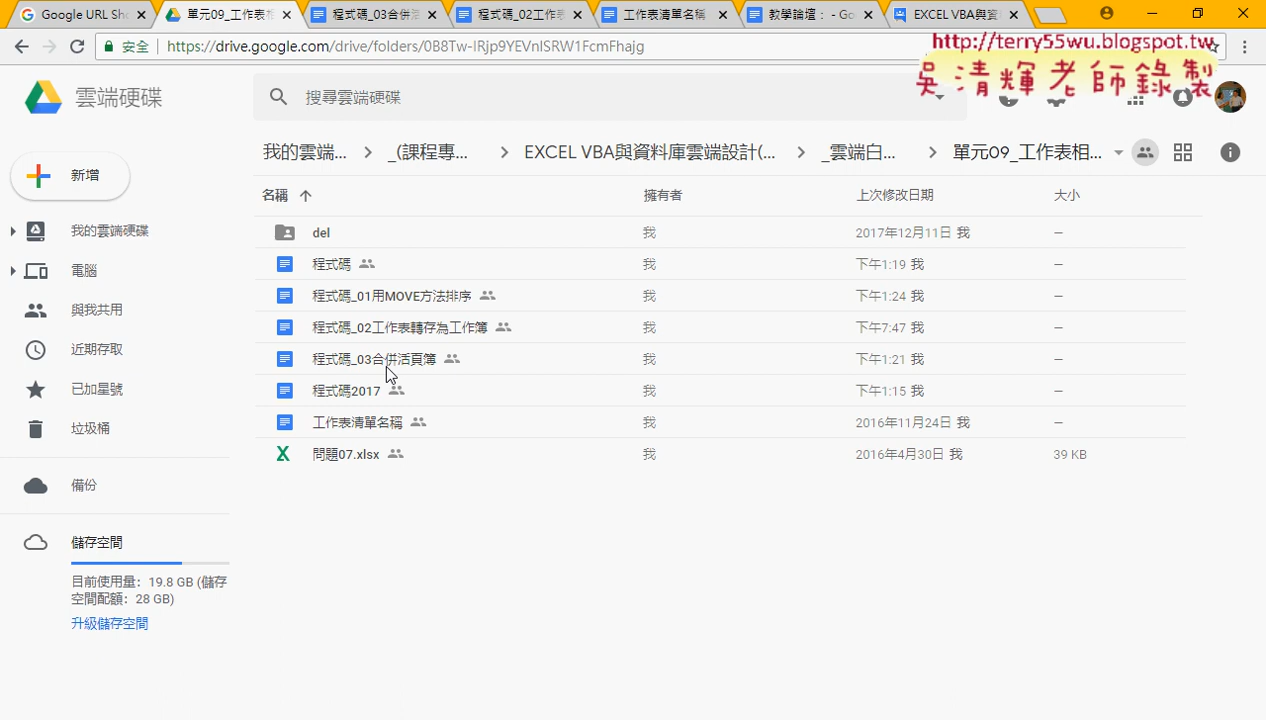 Google URL Sh
單元09_工作表相
程式碼_03合併活
程式碼_02工作表
工作表清單名稱
教學論壇： - Go
EXCEL VBA與資
安全
https://drive.google.com/drive/folders/0B8Tw-IRjp9YEVnlSRW1FcmFhajg
http://terry55wu.blogspot.tw
吳清輝老師錄製
雲端硬碟
搜尋雲端硬碟
新增
我的雲端... > _(課程專... > EXCEL VBA與資料庫雲端設計(... > _雲端白... > 單元09_工作表相...
名稱 擁有者 上次修改日期 大小
del 我 2017年12月11日 我 –
程式碼 我 下午1:19 我 –
程式碼_01用MOVE方法排序 我 下午1:24 我 –
程式碼_02工作表轉存為工作簿 我 下午7:47 我 –
程式碼_03合併活頁簿 我 下午1:21 我 –
程式碼2017 我 下午1:15 我 –
工作表清單名稱 我 2016年11月24日 我 –
問題07.xlsx 我 2016年4月30日 我 39 KB
我的雲端硬碟
電腦
與我共用
近期存取
已加星號
垃圾桶
備份
儲存空間
目前使用量：19.8 GB (儲存
空間配額：28 GB)
升級儲存空間